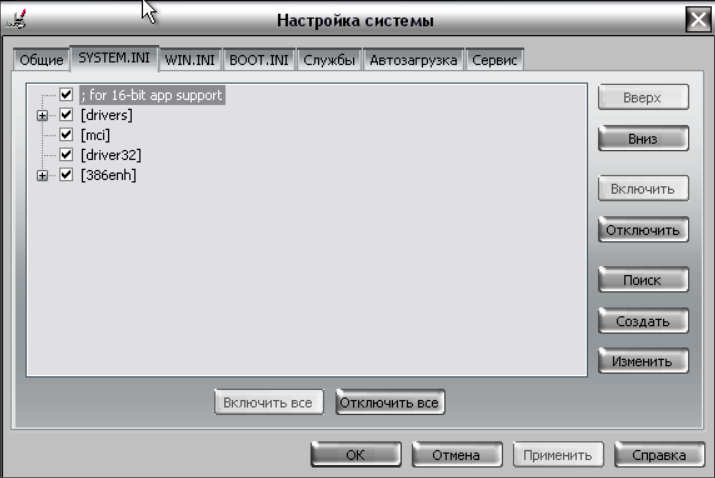 Настройка системы
Общие SYSTEM.INI WIN.INI BOOT.INI Службы Автозагрузка Сервис
; for 16-bit app support
[drivers]
[mci]
[driver32]
[386enh]
Вверх
Вниз
Включить
Отключить
Поиск
Создать
Изменить
Включить все Отключить все
OK Отмена Применить Справка